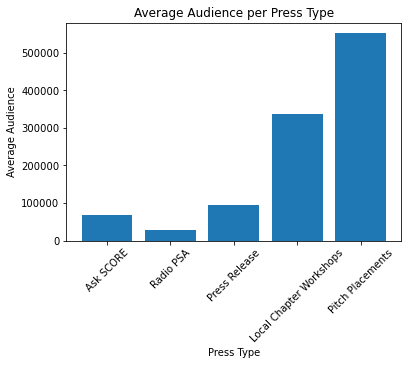 Average Audience per Press Type
Average Audience
500000
400000
300000
200000
100000
0
Ask SCORE
Radio PSA
Press Release
Local Chapter Workshops
Pitch Placements
Press Type